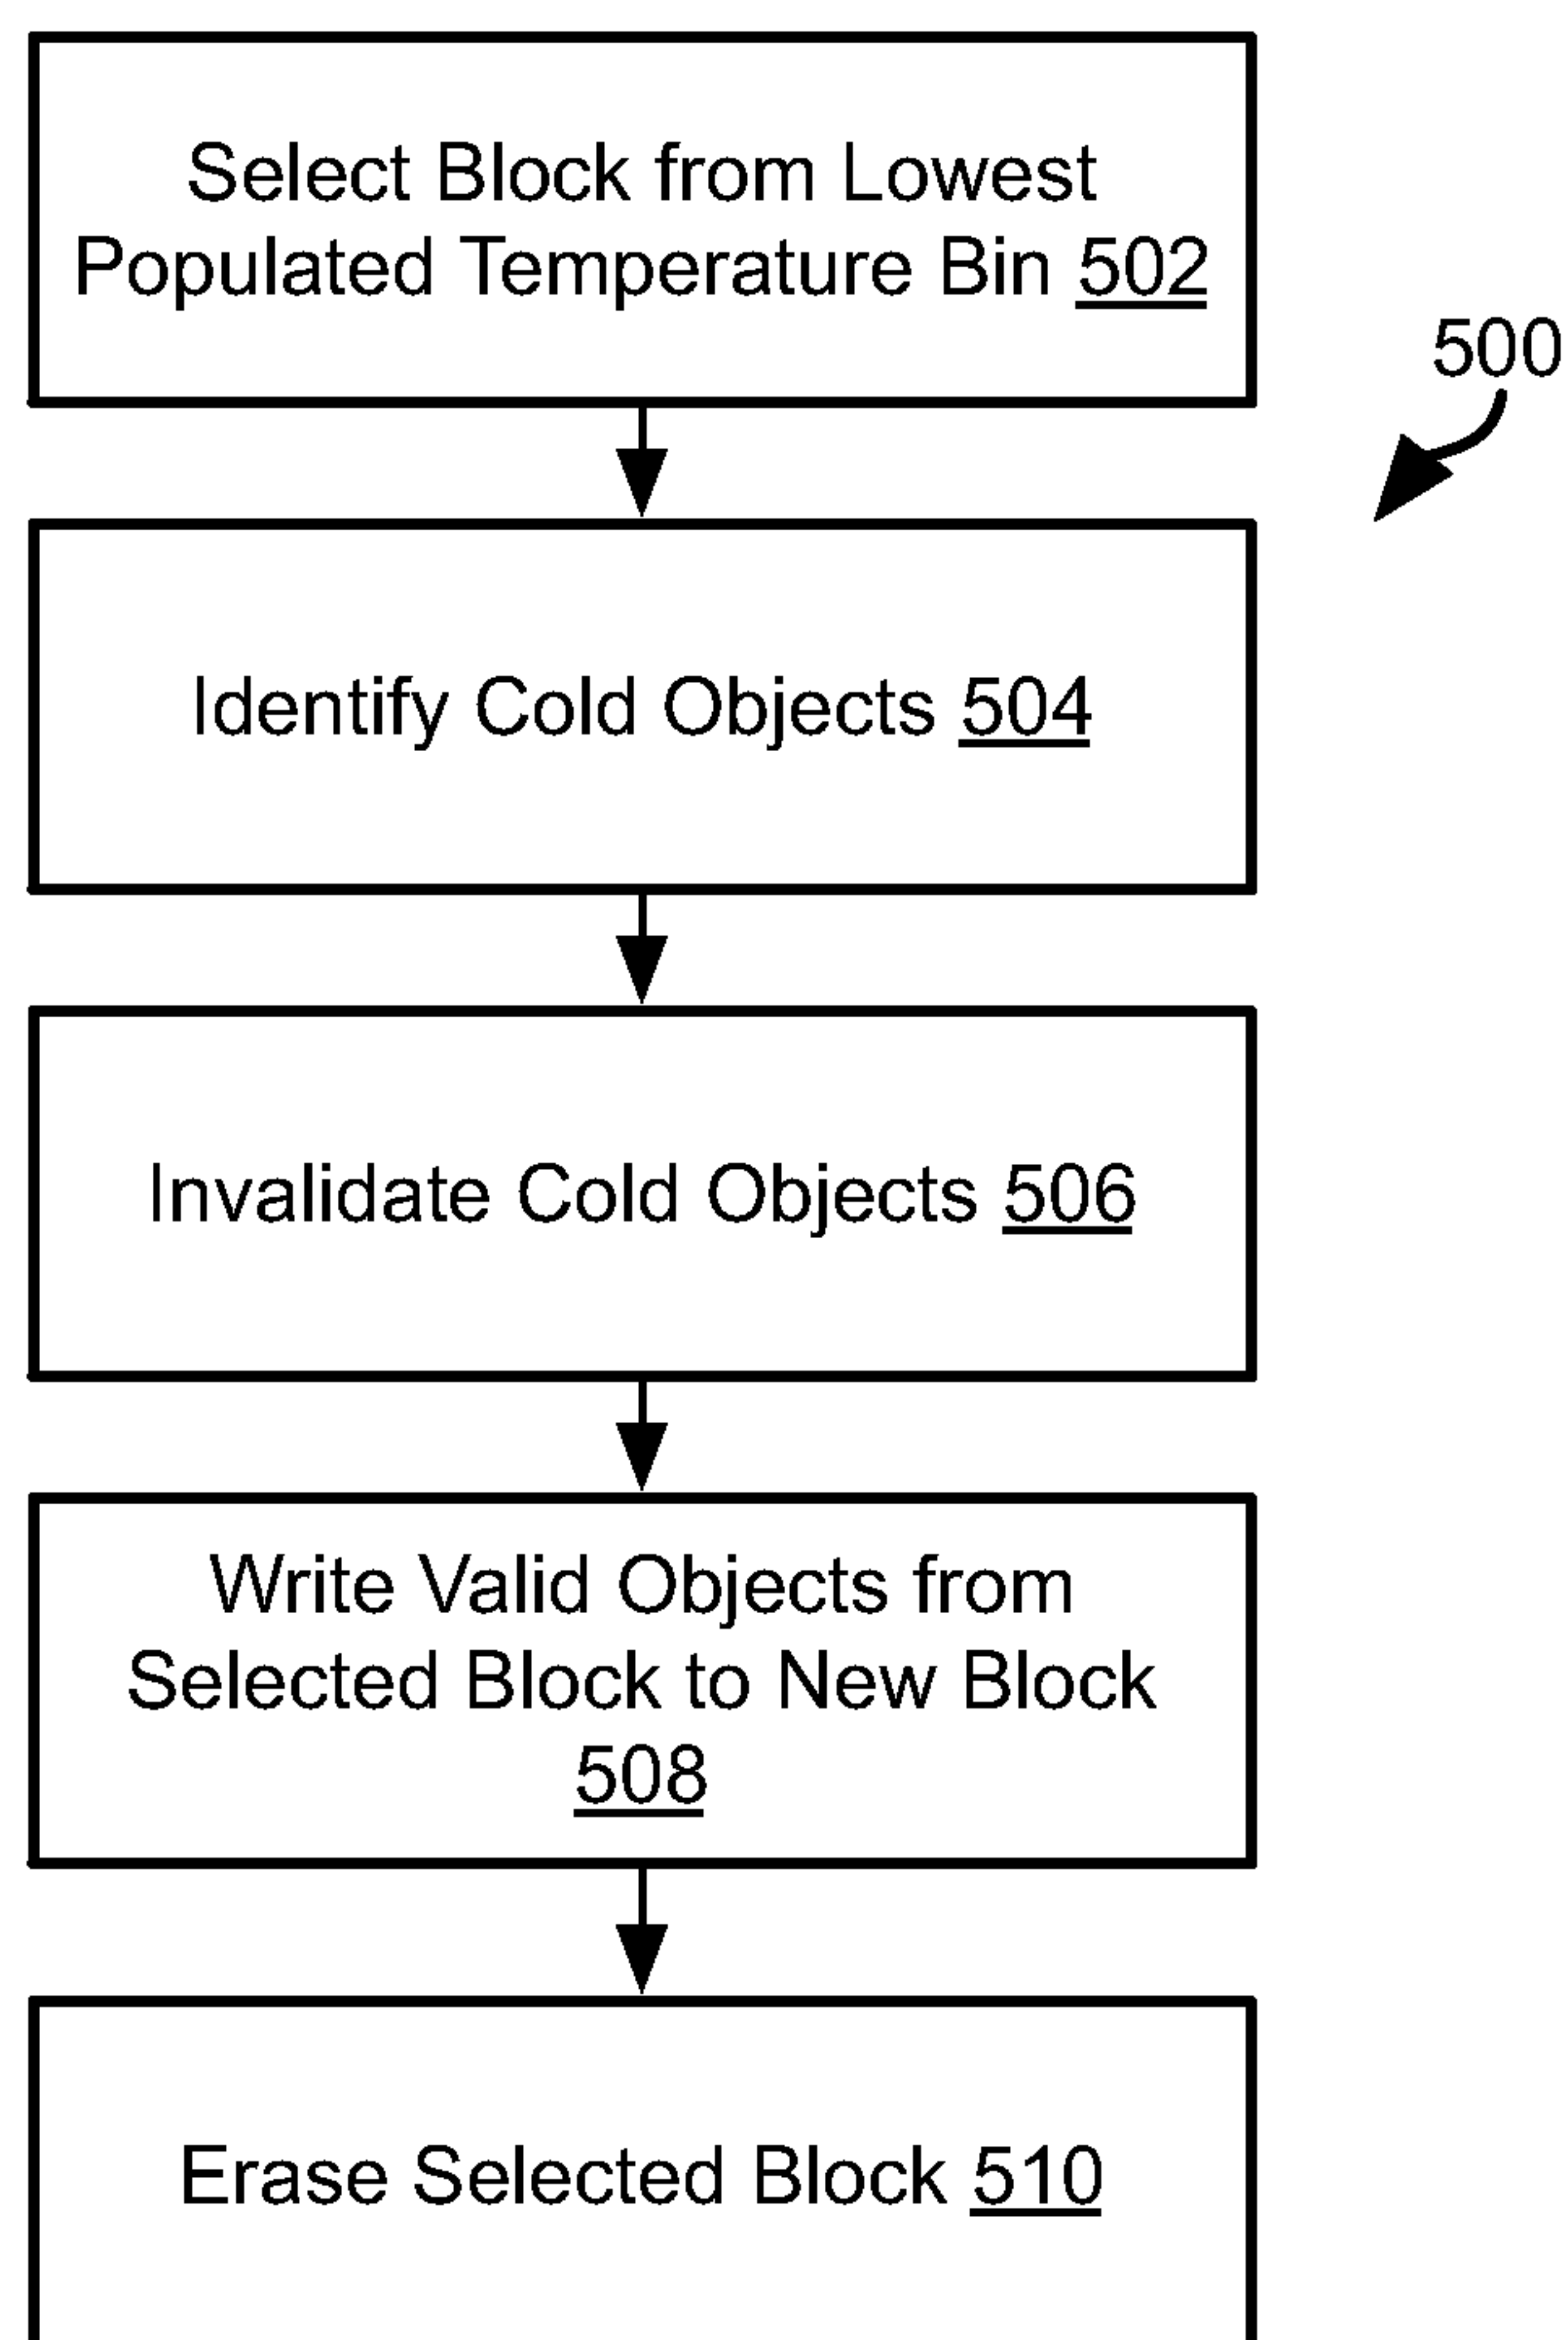 Select Block from Lowest
Populated Temperature Bin 502
500
Identify Cold Objects 504
Invalidate Cold Objects 506
Write Valid Objects from
Selected Block to New Block
508
Erase Selected Block 510